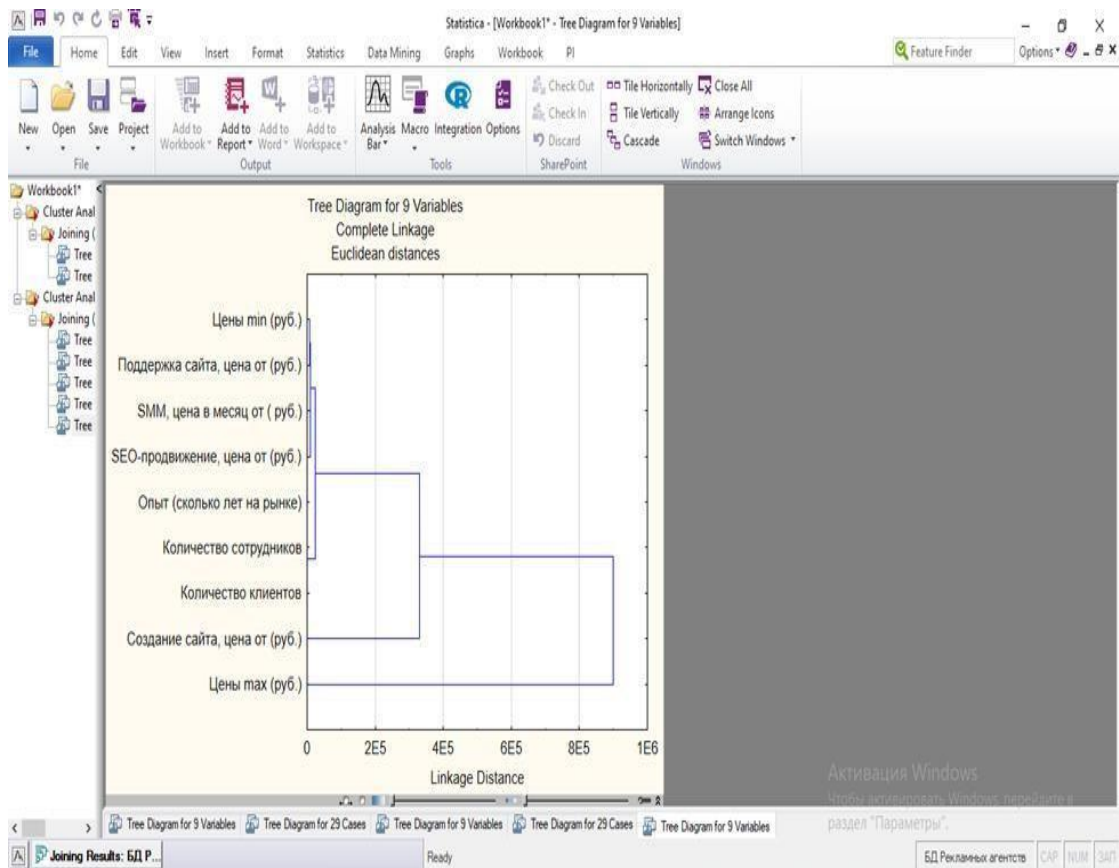 Statistica - [Workbook1* - Tree Diagram for 9 Variables]
File Home Edit View Insert Format Statistics Data Mining Graphs Workbook PI
Feature Finder
Options
New
Open
Save
Project
File
Add to Workbook
Add to Report
Add to Word
Add to Workspace
Output
Analysis Bar
Macro
Integration
Options
Tools
Check Out
Check In
Discard
SharePoint
Tile Horizontally
Tile Vertically
Cascade
Close All
Arrange Icons
Switch Windows
Windows
Workbook1*
Cluster Anal
Joining (
Tree
Tree
Cluster Anal
Joining (
Tree
Tree
Tree
Tree
Tree
Tree Diagram for 9 Variables
Complete Linkage
Euclidean distances
Цены min (руб.)
Поддержка сайта, цена от (руб.)
SMM, цена в месяц от ( руб.)
SEO-продвижение, цена от (руб.)
Опыт (сколько лет на рынке)
Количество сотрудников
Количество клиентов
Создание сайта, цена от (руб.)
Цены max (руб.)
0 2E5 4E5 6E5 8E5 1E6
Linkage Distance
Активация Windows
Чтобы активировать Windows, перейдите в
раздел "Параметры".
Tree Diagram for 9 Variables Tree Diagram for 29 Cases Tree Diagram for 9 Variables Tree Diagram for 29 Cases Tree Diagram for 9 Variables
Joining Results: БД Р...
Ready
БД Рекламных агентств
CAP NUM ЗАП